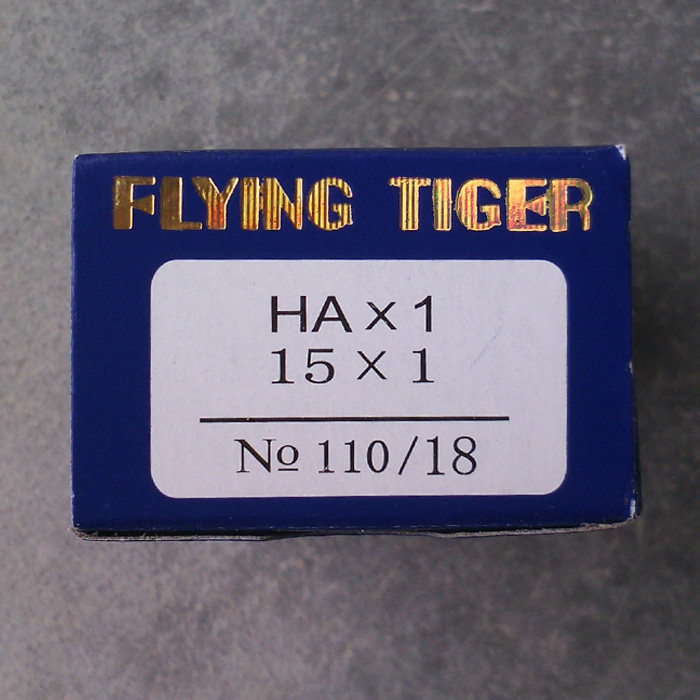 FLYING TIGER
HA x 1
15 x 1
No 110/18